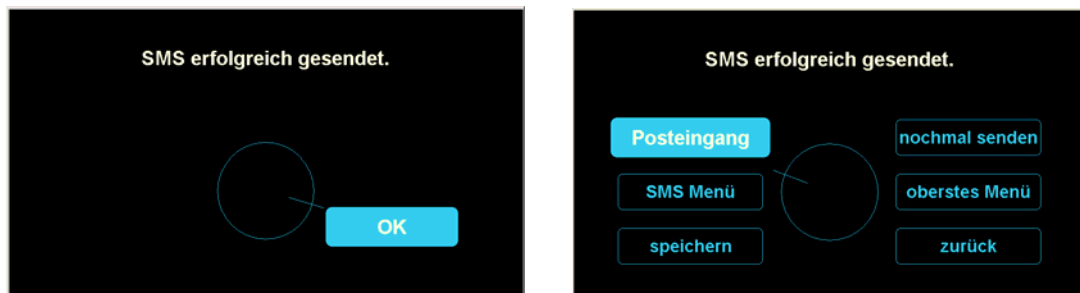 SMS erfolgreich gesendet.
OK
SMS erfolgreich gesendet.
Posteingang
nochmal senden
SMS Menü
oberstes Menü
speichern
zurück